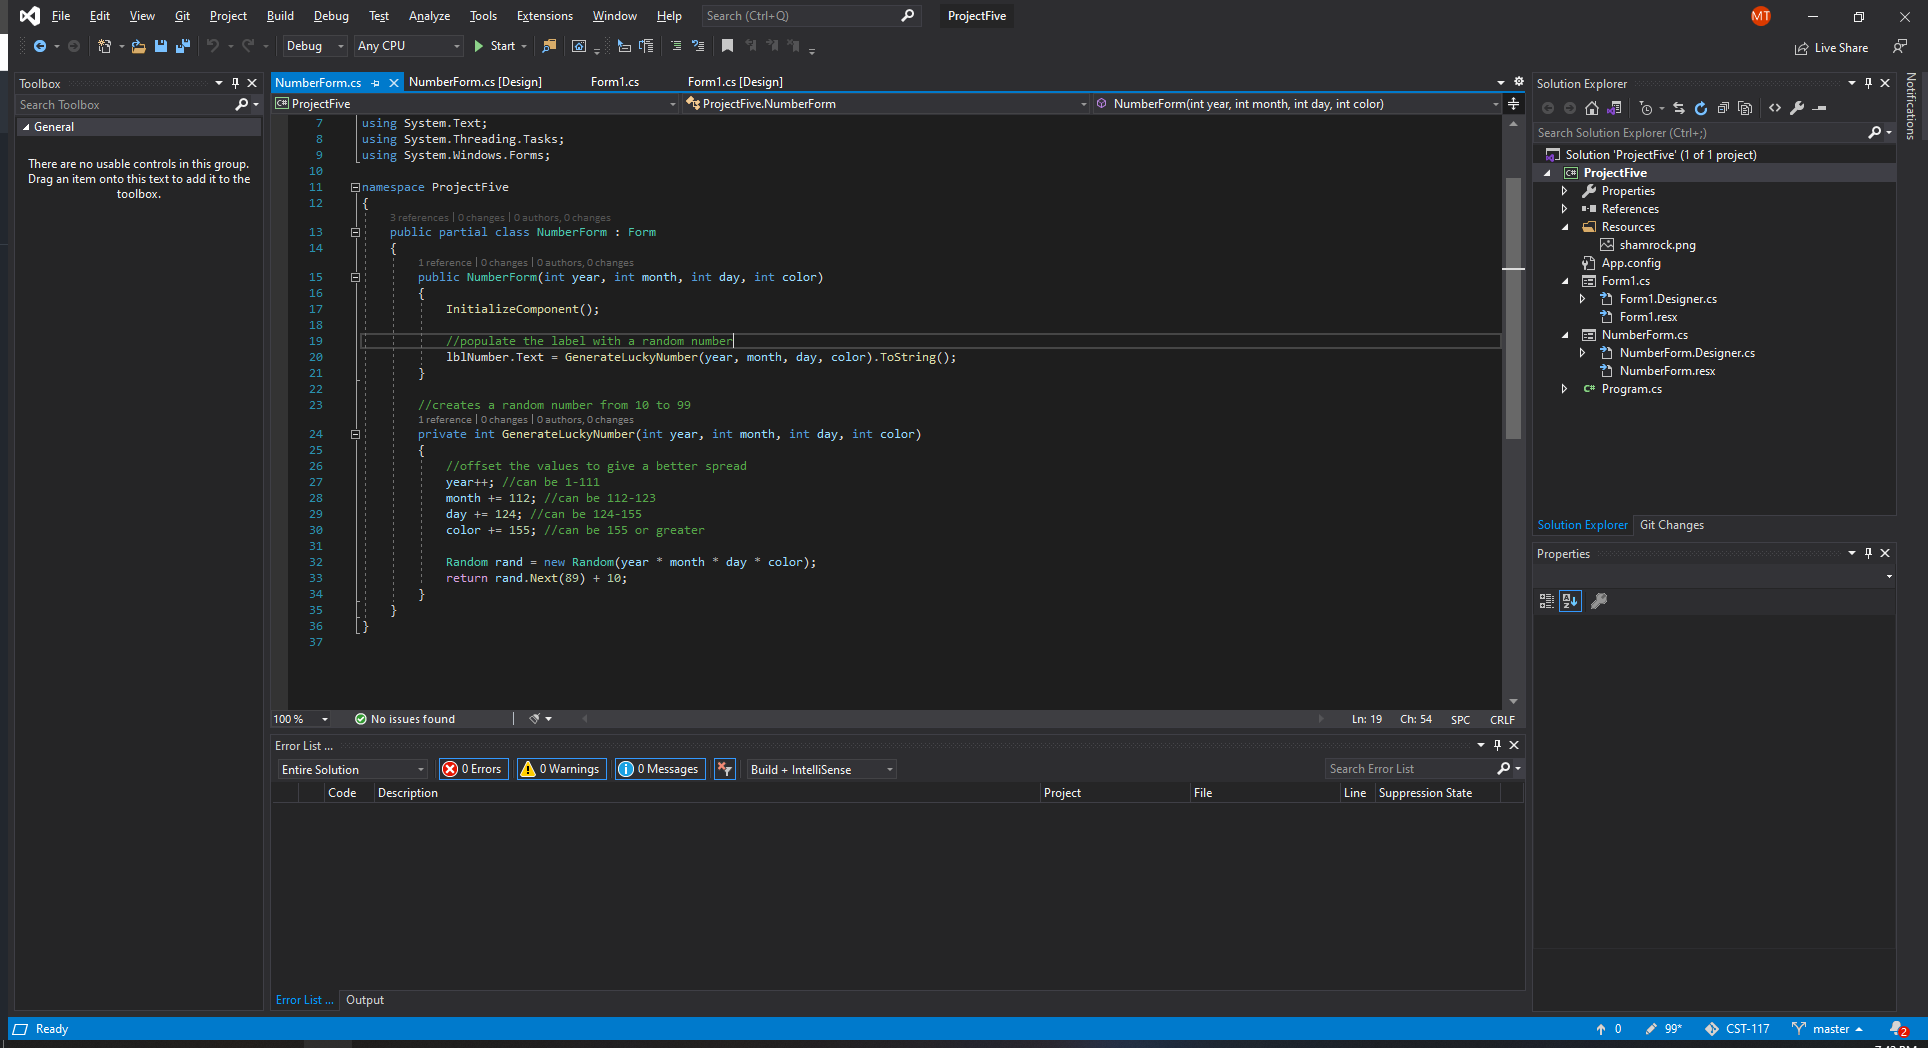 File Edit View Git Project Build Debug Test Analyze Tools Extensions Window Help Search (Ctrl+Q) ProjectFive MT
Debug Any CPU Start Live Share
Toolbox
Search Toolbox
General
There are no usable controls in this group.
Drag an item onto this text to add it to the
toolbox.
NumberForm.cs NumberForm.cs [Design] Form1.cs Form1.cs [Design]
C# ProjectFive ProjectFive.NumberForm NumberForm(int year, int month, int day, int color)
7 using System.Text;
8 using System.Threading.Tasks;
9 using System.Windows.Forms;
10
11 namespace ProjectFive
12 {
3 references | 0 changes | 0 authors, 0 changes
13 public partial class NumberForm : Form
14 {
1 reference | 0 changes | 0 authors, 0 changes
15 public NumberForm(int year, int month, int day, int color)
16 {
17 InitializeComponent();
18
19 //populate the label with a random number
20 lblNumber.Text = GenerateLuckyNumber(year, month, day, color).ToString();
21 }
22
23 //creates a random number from 10 to 99
1 reference | 0 changes | 0 authors, 0 changes
24 private int GenerateLuckyNumber(int year, int month, int day, int color)
25 {
26 //offset the values to give a better spread
27 year++; //can be 1-111
28 month += 112; //can be 112-123
29 day += 124; //can be 124-155
30 color += 155; //can be 155 or greater
31
32 Random rand = new Random(year * month * day * color);
33 return rand.Next(89) + 10;
34 }
35 }
36 }
37
100 % No issues found Ln: 19 Ch: 54 SPC CRLF
Error List ...
Entire Solution 0 Errors 0 Warnings 0 Messages Build + IntelliSense Search Error List
Code Description Project File Line Suppression State
Error List ... Output
Solution Explorer
Search Solution Explorer (Ctrl+;)
Solution 'ProjectFive' (1 of 1 project)
C# ProjectFive
Properties
References
Resources
shamrock.png
App.config
Form1.cs
Form1.Designer.cs
Form1.resx
NumberForm.cs
NumberForm.Designer.cs
NumberForm.resx
C# Program.cs
Solution Explorer Git Changes
Properties
Notifications
Ready 0 99* CST-117 master 2